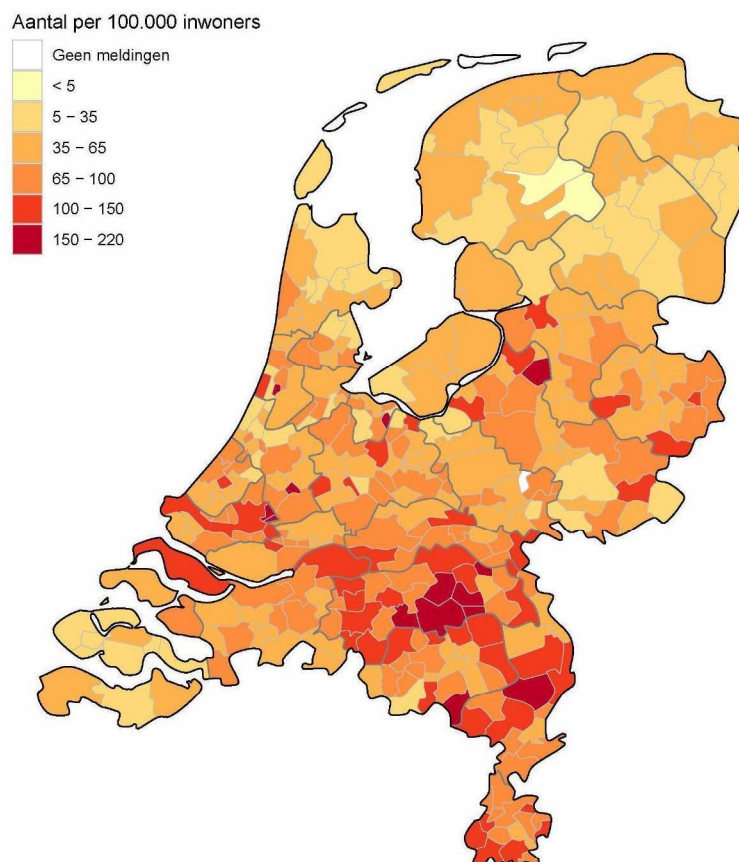 Aantal per 100.000 inwoners
Geen meldingen
< 5
5 – 35
35 – 65
65 – 100
100 – 150
150 – 220